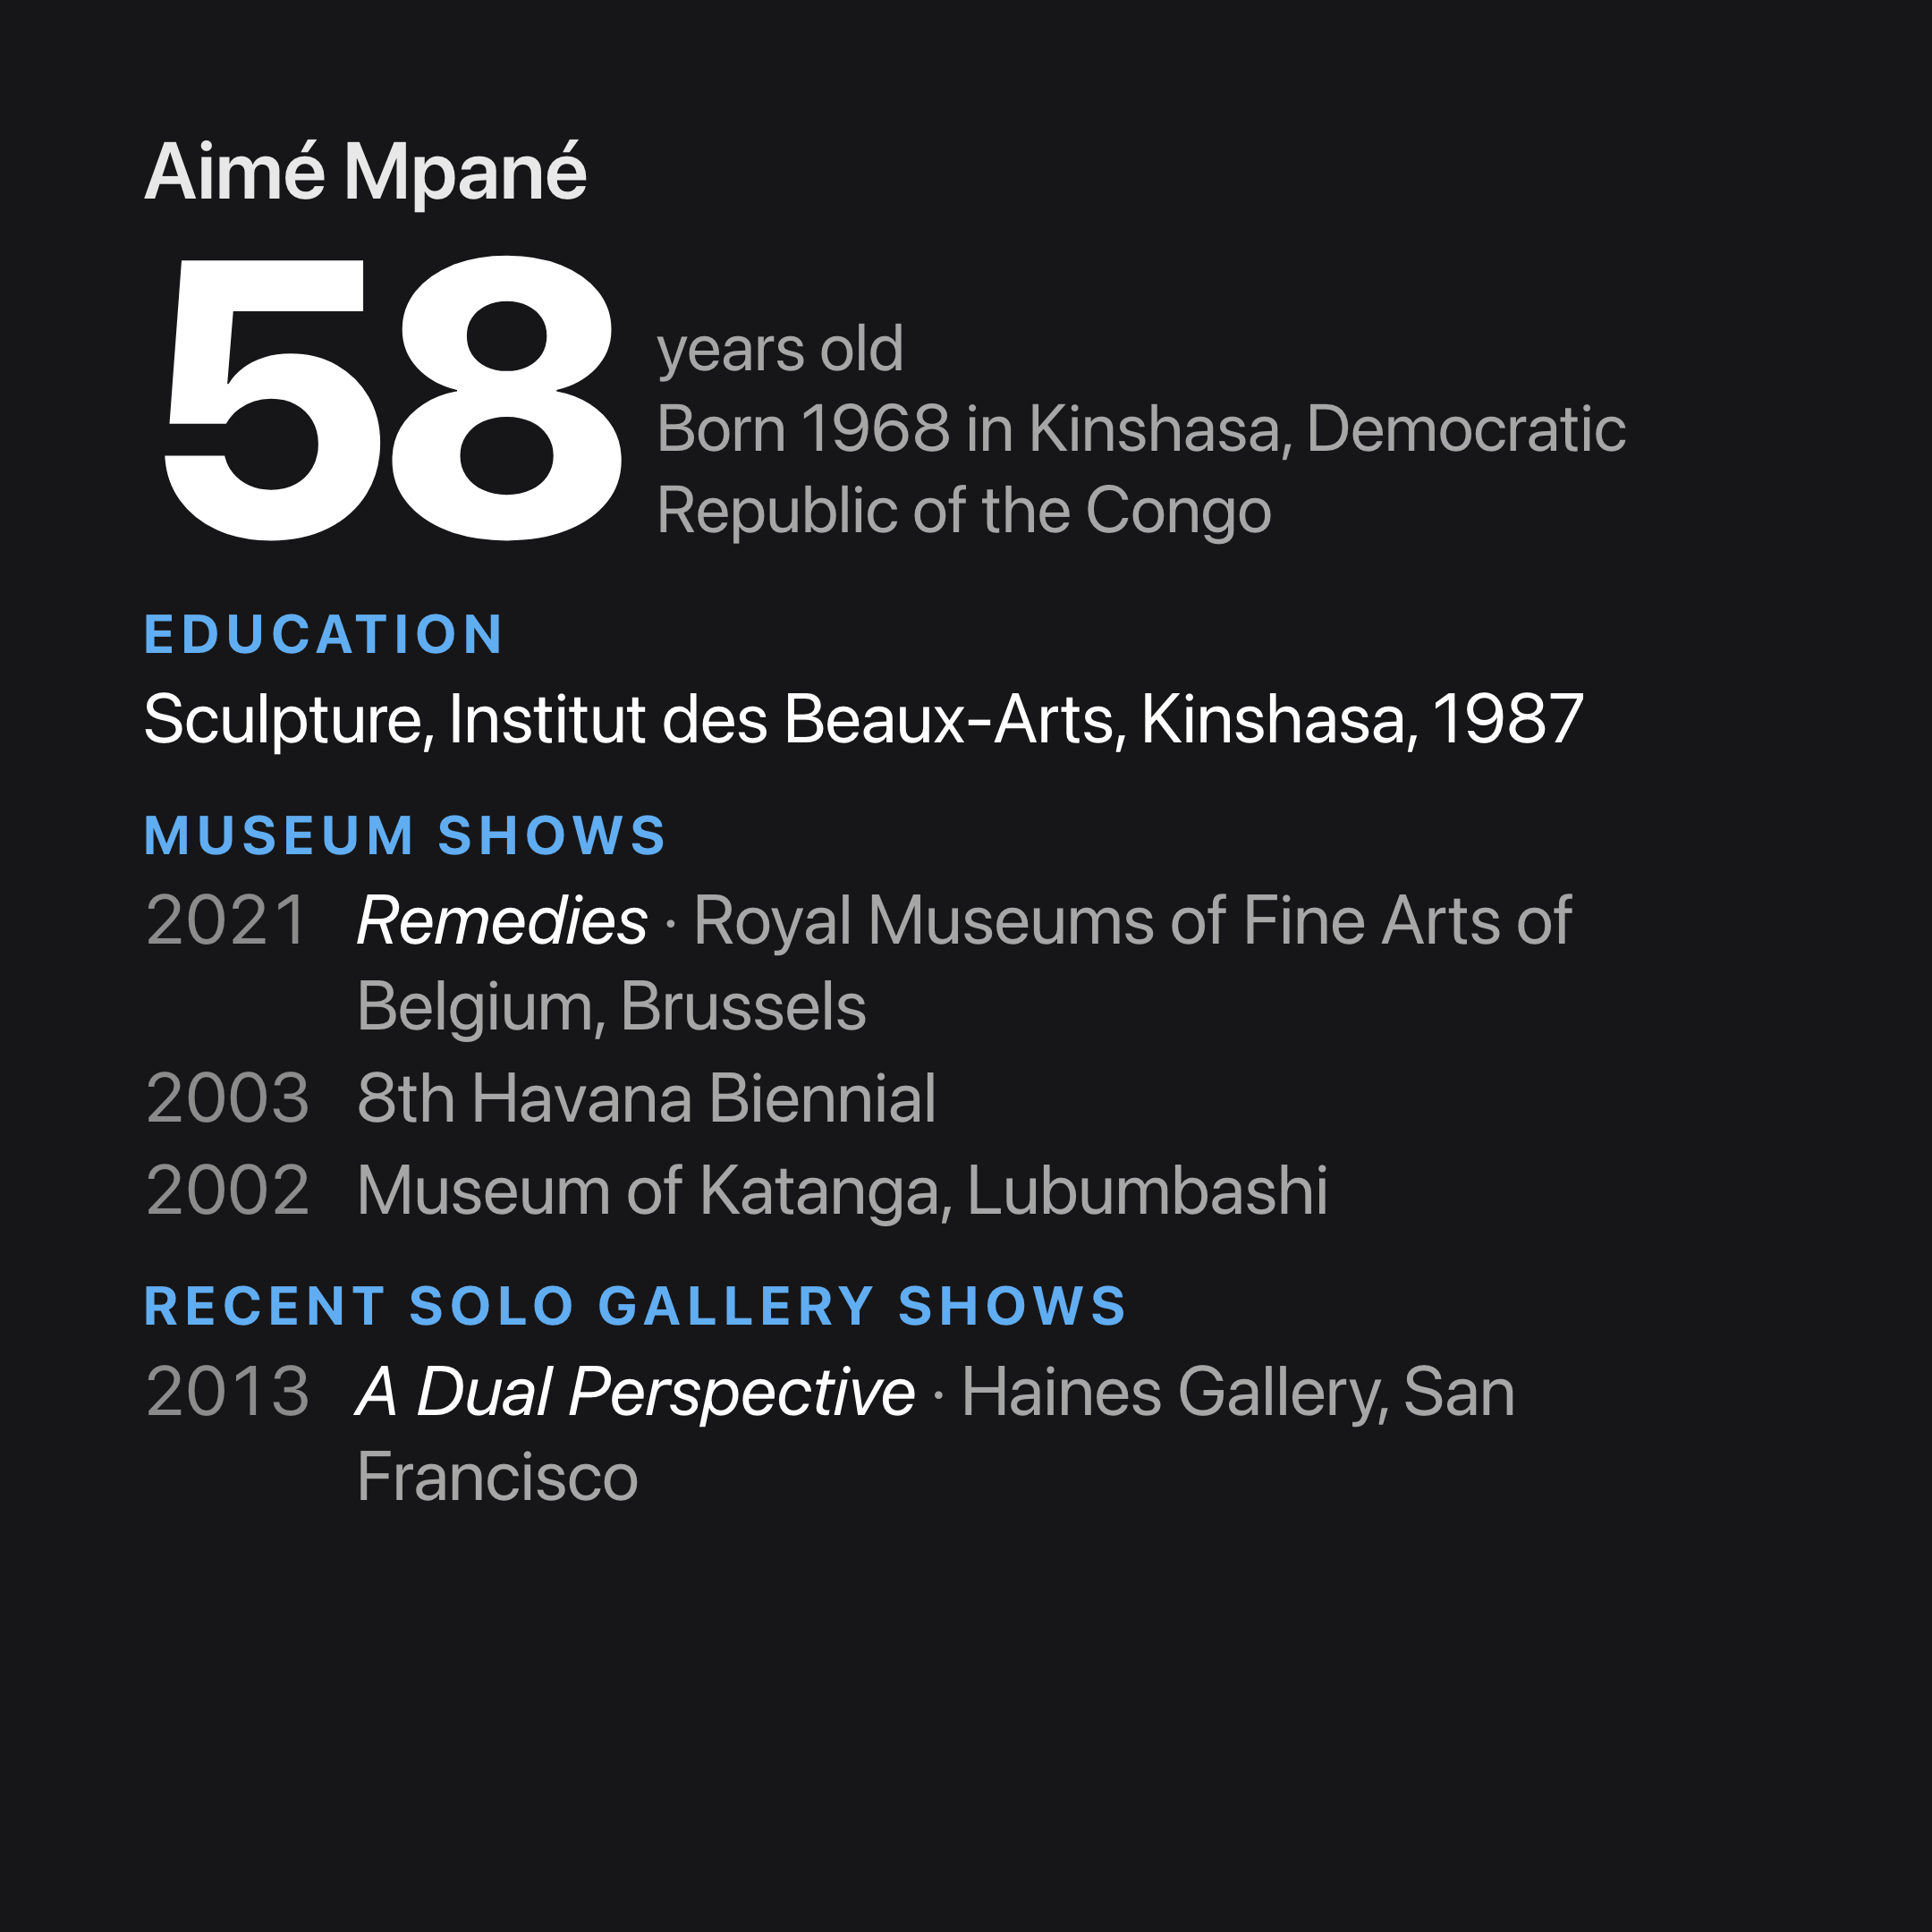 Aimé Mpané
58 years old
Born 1968 in Kinshasa, Democratic
Republic of the Congo
EDUCATION
Sculpture, Institut des Beaux-Arts, Kinshasa, 1987
MUSEUM SHOWS
2021 Remedies · Royal Museums of Fine Arts of
Belgium, Brussels
2003 8th Havana Biennial
2002 Museum of Katanga, Lubumbashi
RECENT SOLO GALLERY SHOWS
2013 A Dual Perspective · Haines Gallery, San
Francisco